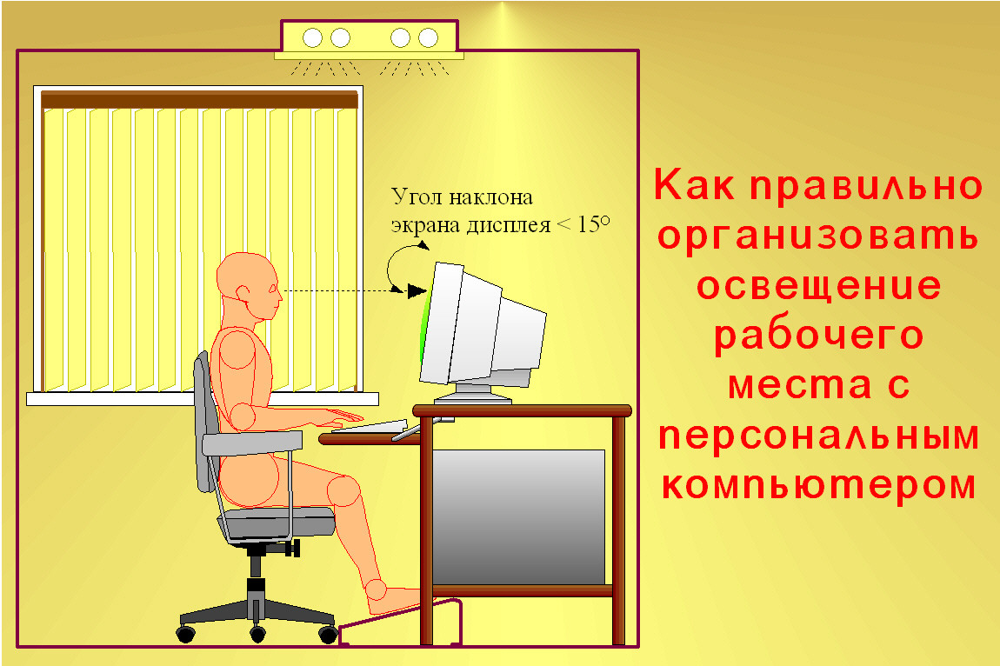 Угол наклона
экрана дисплея < 15°
Как правильно
организовать
освещение
рабочего
места с
персональным
компьютером